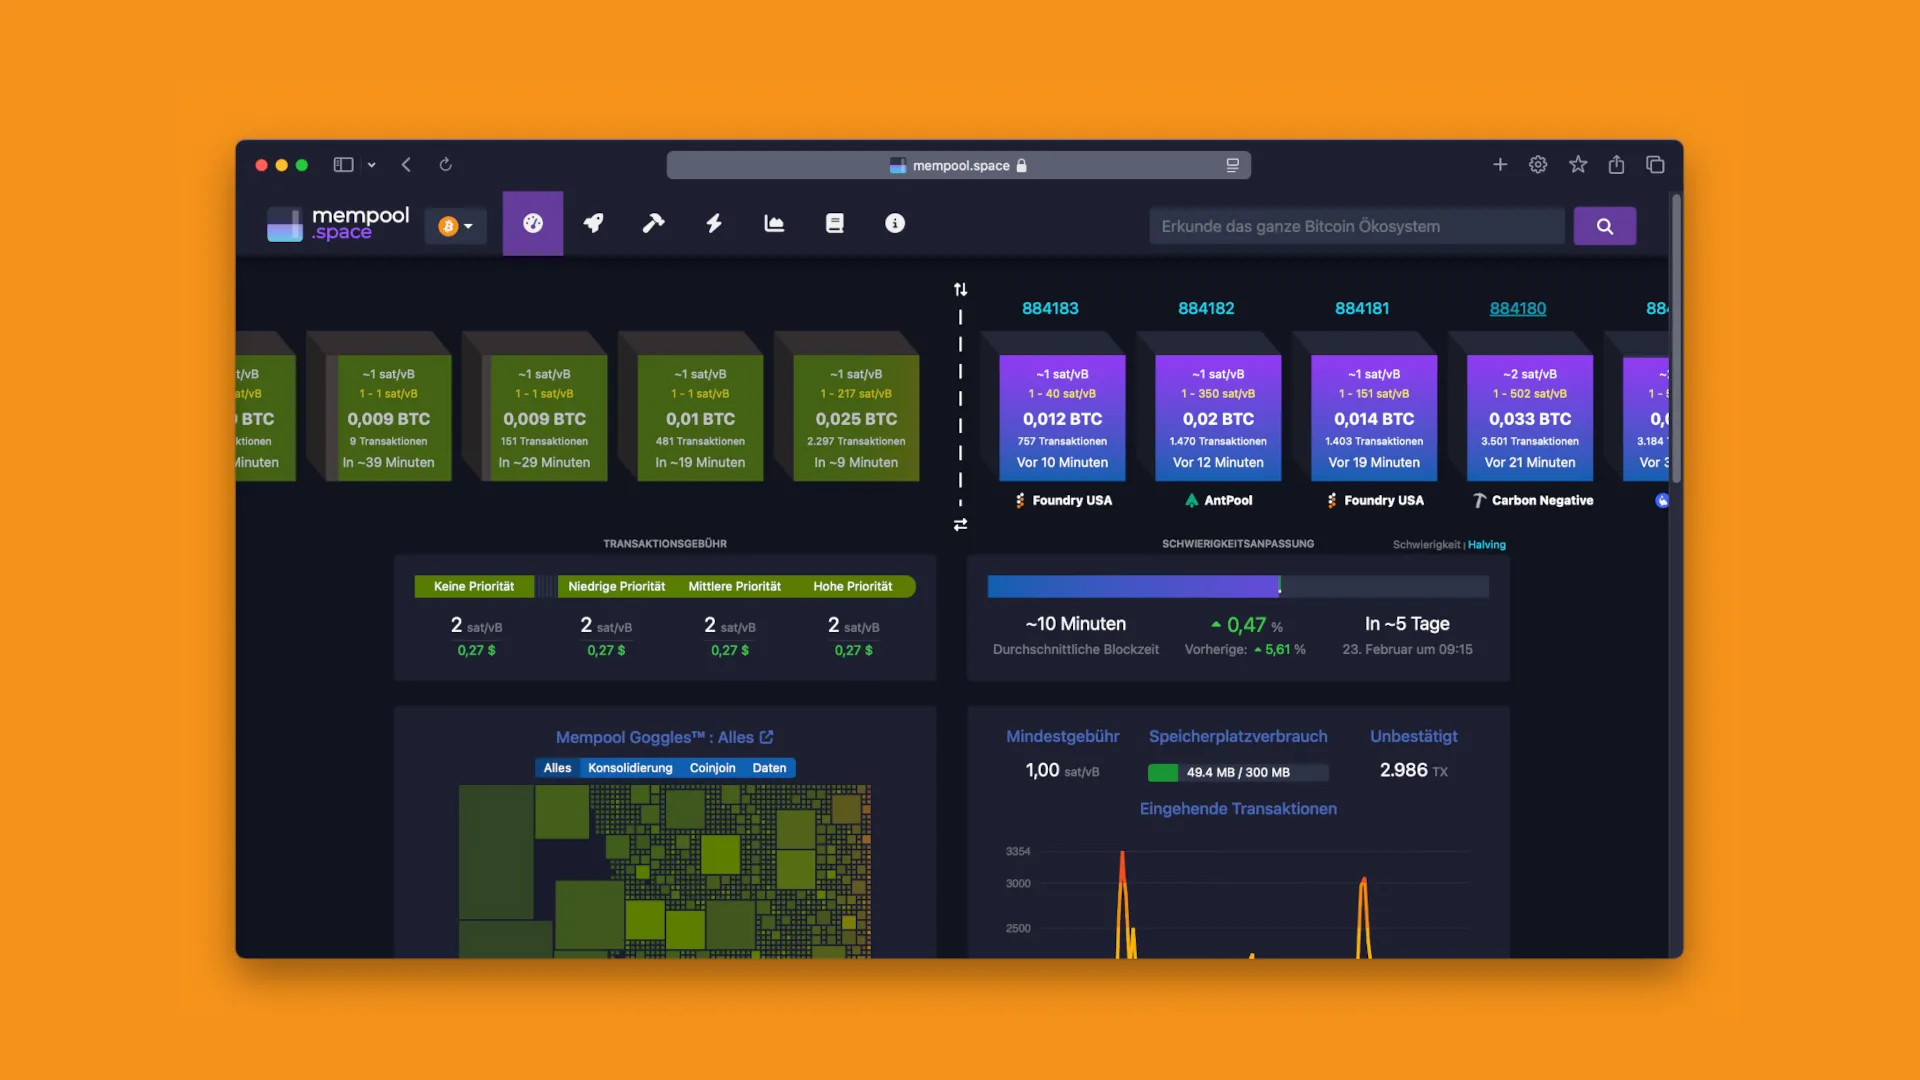 mempool.space
mempool
.space
Erkunde das ganze Bitcoin Ökosystem
884183
884182
884181
884180
t/vB
BTC
~1 sat/vB
1 - 1 sat/vB
0,009 BTC
9 Transaktionen
In ~39 Minuten
~1 sat/vB
1 - 1 sat/vB
0,009 BTC
151 Transaktionen
In ~29 Minuten
~1 sat/vB
1 - 1 sat/vB
0,01 BTC
481 Transaktionen
In ~19 Minuten
~1 sat/vB
1 - 217 sat/vB
0,025 BTC
2.297 Transaktionen
In ~9 Minuten
~1 sat/vB
1 - 40 sat/vB
0,012 BTC
757 Transaktionen
Vor 10 Minuten
Foundry USA
~1 sat/vB
1 - 350 sat/vB
0,02 BTC
1.470 Transaktionen
Vor 12 Minuten
AntPool
~1 sat/vB
1 - 151 sat/vB
0,014 BTC
1.403 Transaktionen
Vor 19 Minuten
Foundry USA
~2 sat/vB
1 - 502 sat/vB
0,033 BTC
3.501 Transaktionen
Vor 21 Minuten
Carbon Negative
3.184
TRANSAKTIONSGEBÜHR
Keine Priorität Niedrige Priorität Mittlere Priorität Hohe Priorität
2 sat/vB 2 sat/vB 2 sat/vB 2 sat/vB
0,27 $ 0,27 $ 0,27 $ 0,27 $
SCHWIERIGKEITSANPASSUNG
Schwierigkeit | Halving
~10 Minuten 0,47 % In ~5 Tage
Durchschnittliche Blockzeit Vorherige: 5,61 % 23. Februar um 09:15
Mempool Goggles™ : Alles
Alles Konsolidierung Coinjoin Daten
Mindestgebühr Speicherplatzverbrauch Unbestätigt
1,00 sat/vB 49.4 MB / 300 MB 2.986 TX
Eingehende Transaktionen
3354
3000
2500